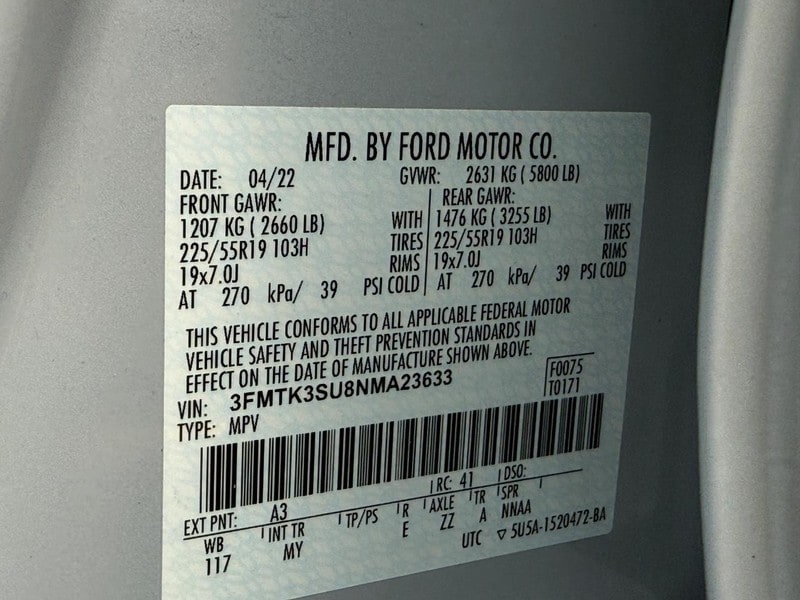 MFD. BY FORD MOTOR CO.
DATE: 04/22 GVWR: 2631 KG ( 5800 LB)
FRONT GAWR: REAR GAWR:
1207 KG ( 2660 LB) WITH 1476 KG ( 3255 LB) WITH
225/55R19 103H TIRES 225/55R19 103H TIRES
19x7.0J RIMS 19x7.0J RIMS
AT 270 kPa/ 39 PSI COLD AT 270 kPa/ 39 PSI COLD
THIS VEHICLE CONFORMS TO ALL APPLICABLE FEDERAL MOTOR
VEHICLE SAFETY AND THEFT PREVENTION STANDARDS IN
EFFECT ON THE DATE OF MANUFACTURE SHOWN ABOVE.
VIN: 3FMTK3SU8NMA23633 F0075
TYPE: MPV T0171
EXT PNT: A3 RC: 41 DSO:
WB INT TR TP/PS R AXLE TR SPR
117 MY E ZZ A NNAA
UTC ▽ 5U5A-1520472-BA